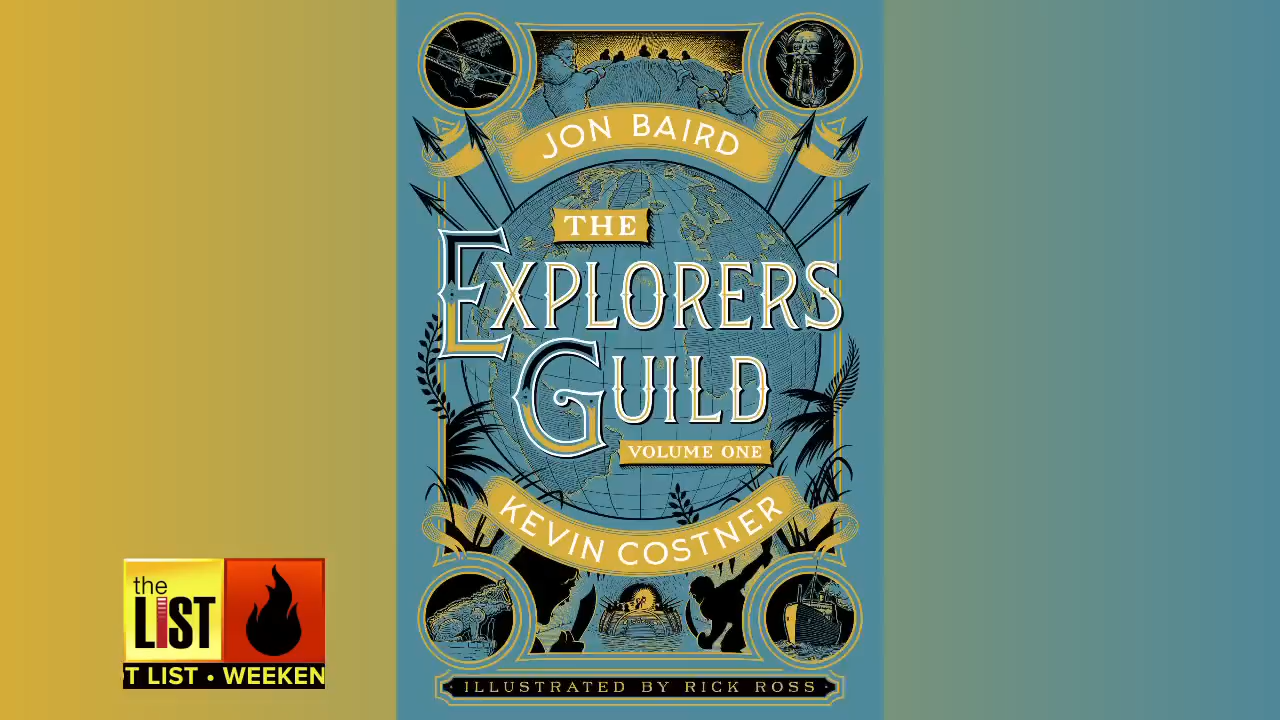 JON BAIRD
THE
EXPLORERS
GUILD
VOLUME ONE
KEVIN COSTNER
ILLUSTRATED BY RICK ROSS
the
LIST
T LIST • WEEKEN